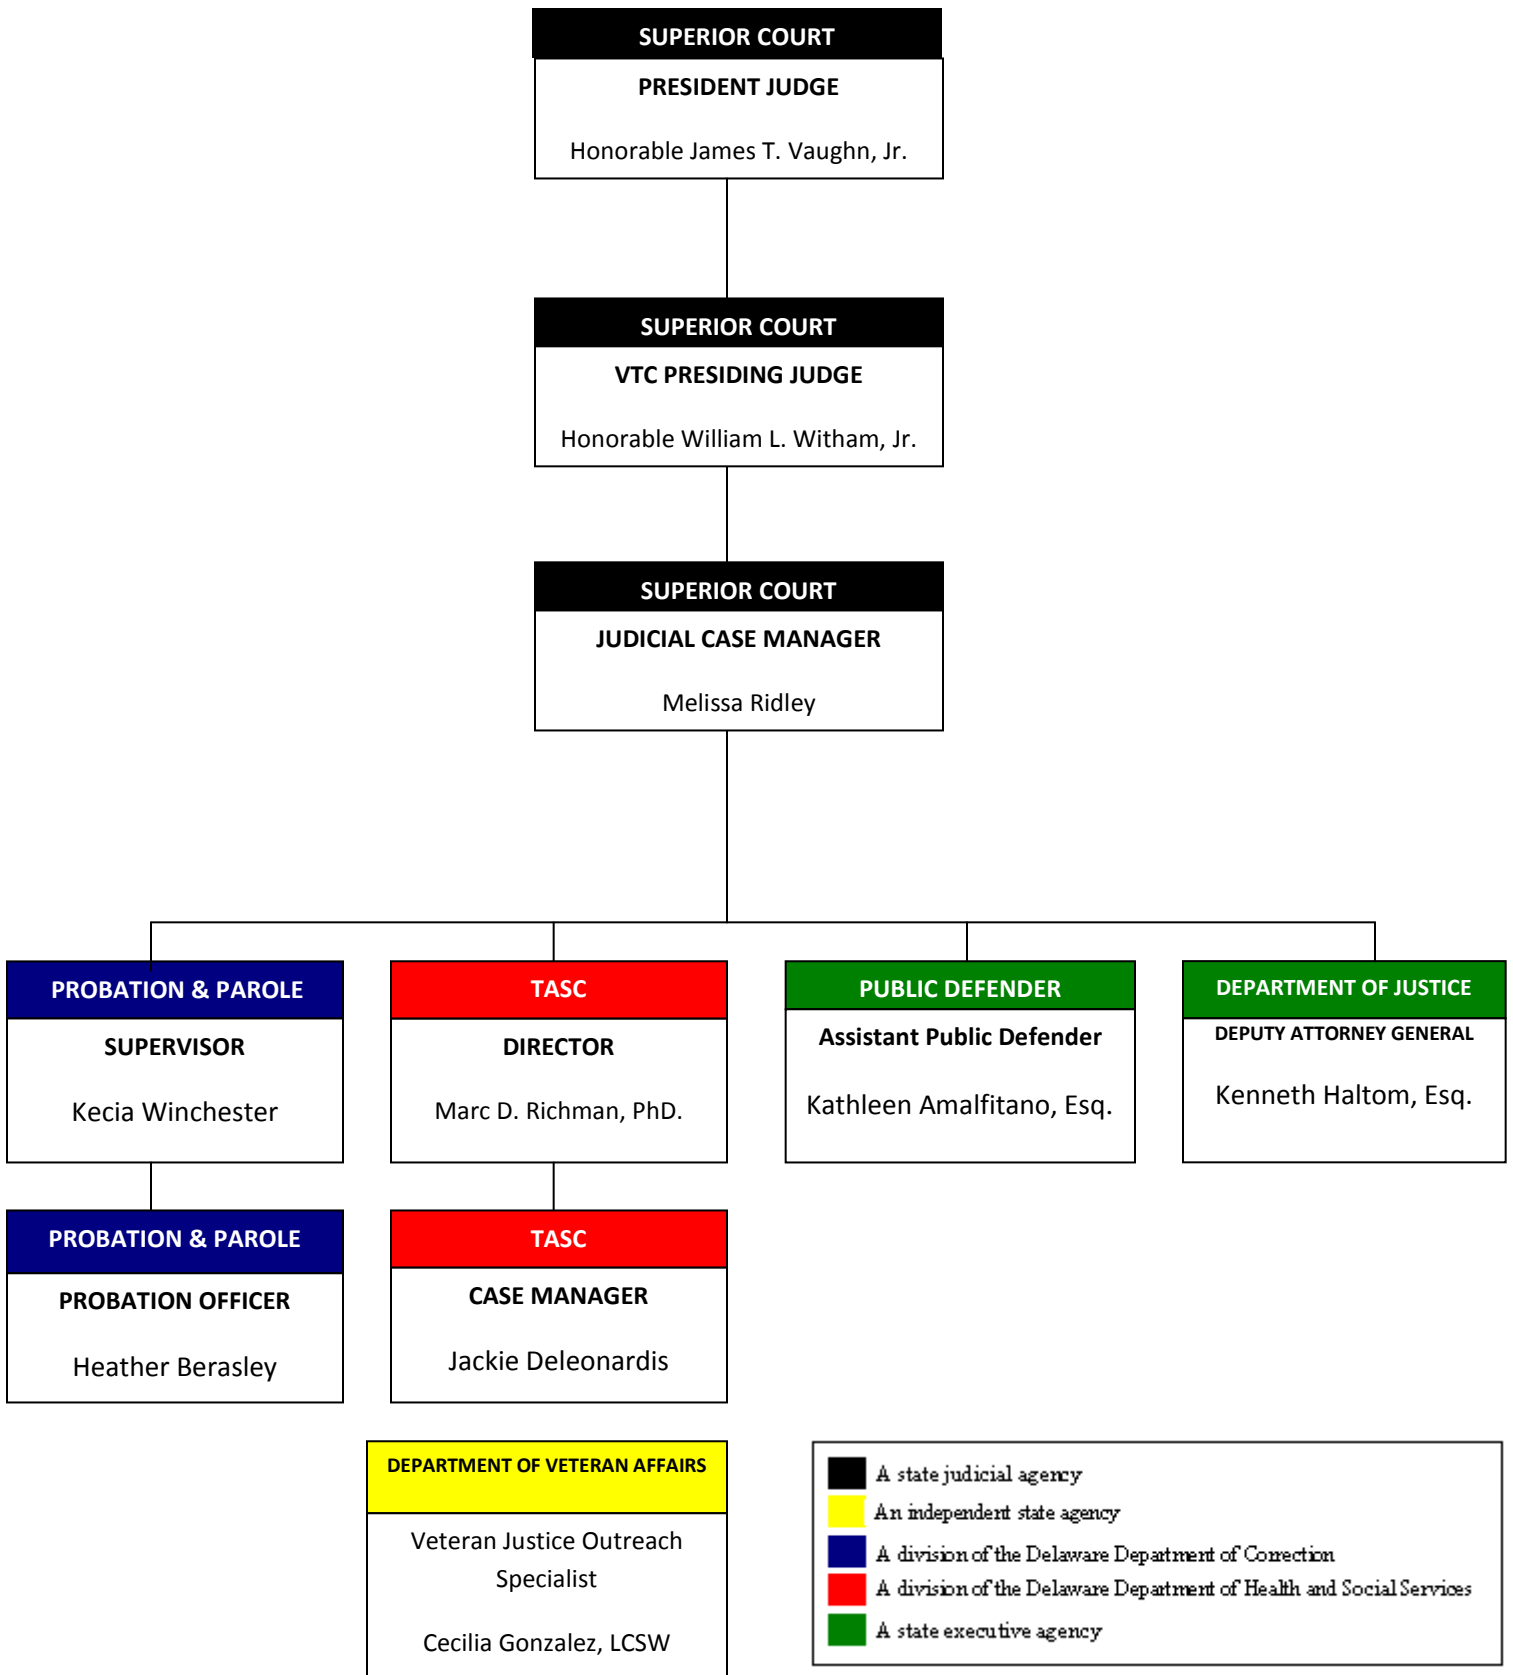 SUPERIOR COURT
PRESIDENT JUDGE
Honorable James T. Vaughn, Jr.
SUPERIOR COURT
VTC PRESIDING JUDGE
Honorable William L. Witham, Jr.
SUPERIOR COURT
JUDICIAL CASE MANAGER
Melissa Ridley
PROBATION & PAROLE
SUPERVISOR
Kecia Winchester
TASC
DIRECTOR
Marc D. Richman, PhD.
PUBLIC DEFENDER
Assistant Public Defender
Kathleen Amalfitano, Esq.
DEPARTMENT OF JUSTICE
DEPUTY ATTORNEY GENERAL
Kenneth Haltom, Esq.
PROBATION & PAROLE
PROBATION OFFICER
Heather Berasley
TASC
CASE MANAGER
Jackie Deleonardis
DEPARTMENT OF VETERAN AFFAIRS
Veteran Justice Outreach
Specialist
Cecilia Gonzalez, LCSW
A state judicial agency
An independent state agency
A division of the Delaware Department of Correction
A division of the Delaware Department of Health and Social Services
A state executive agency